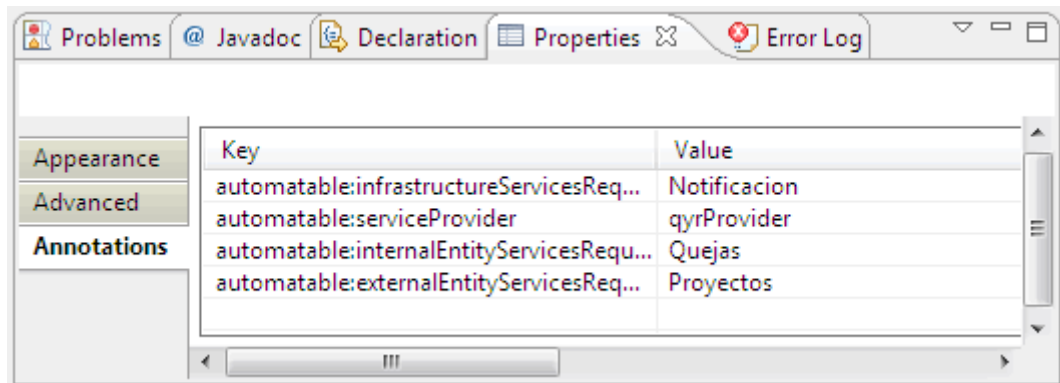 Problems @ Javadoc Declaration Properties Error Log
Key Value
Appearance
automatable:infrastructureServicesReq... Notificacion
Advanced
automatable:serviceProvider qyrProvider
Annotations
automatable:internalEntityServicesRequ... Quejas
automatable:externalEntityServicesReq... Proyectos